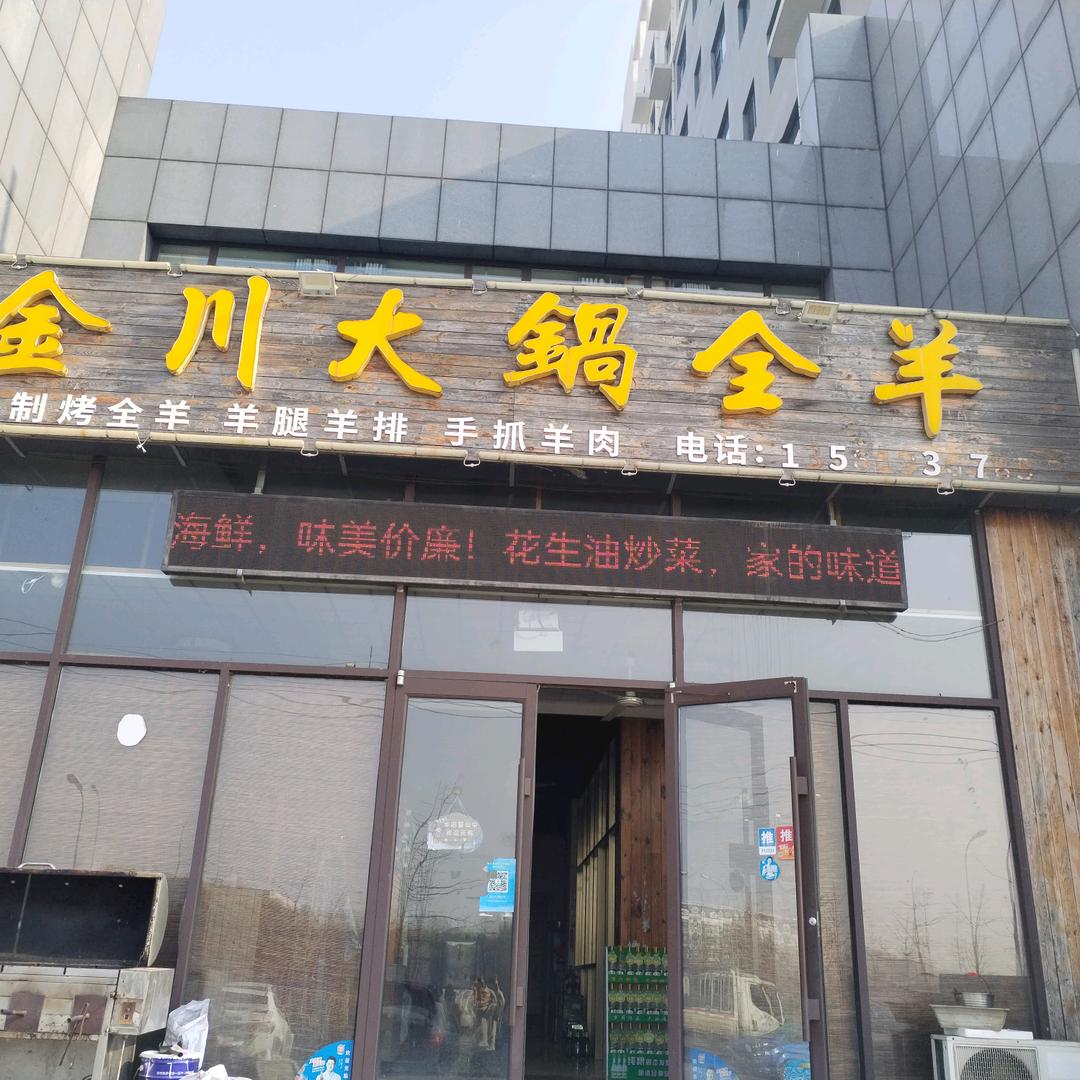 金川大鍋全羊
制烤全羊 羊腿羊排 手抓羊肉 电话:15 37
海鲜，味美价廉！花生油炒菜，家的味道
推 推